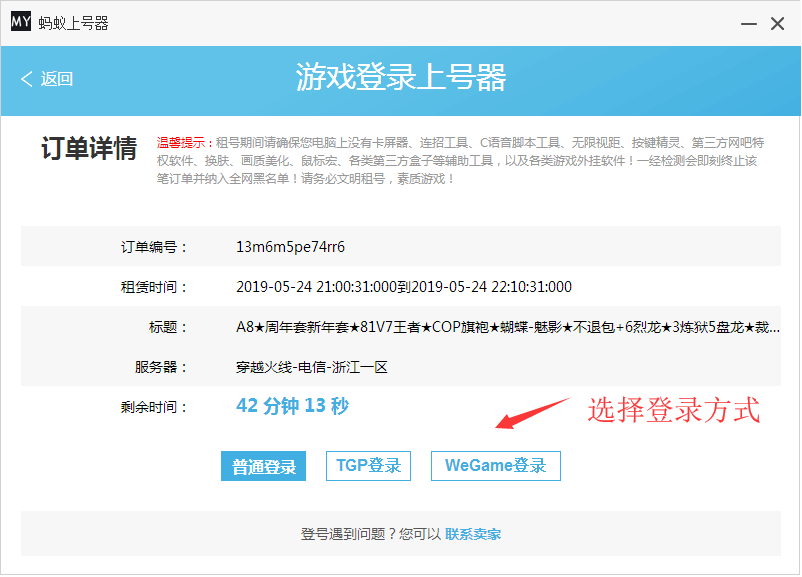 MY 蚂蚁上号器
返回
游戏登录上号器
订单详情
温馨提示：租号期间请确保您电脑上没有卡屏器、连招工具、C语音脚本工具、无限视距、按键精灵、第三方网吧特
权软件、换肤、画质美化、鼠标宏、各类第三方盒子等辅助工具，以及各类游戏外挂软件！一经检测会即刻终止该
笔订单并纳入全网黑名单！请务必文明租号，素质游戏！
订单编号： 13m6m5pe74rr6
租赁时间： 2019-05-24 21:00:31:000到2019-05-24 22:10:31:000
标题： A8★周年套新年套★81V7王者★COP旗袍★蝴蝶-魅影★不退包+6烈龙★3炼狱5盘龙★裁...
服务器： 穿越火线-电信-浙江一区
剩余时间： 42 分钟 13 秒
选择登录方式
普通登录 TGP登录 WeGame登录
登号遇到问题？您可以 联系卖家